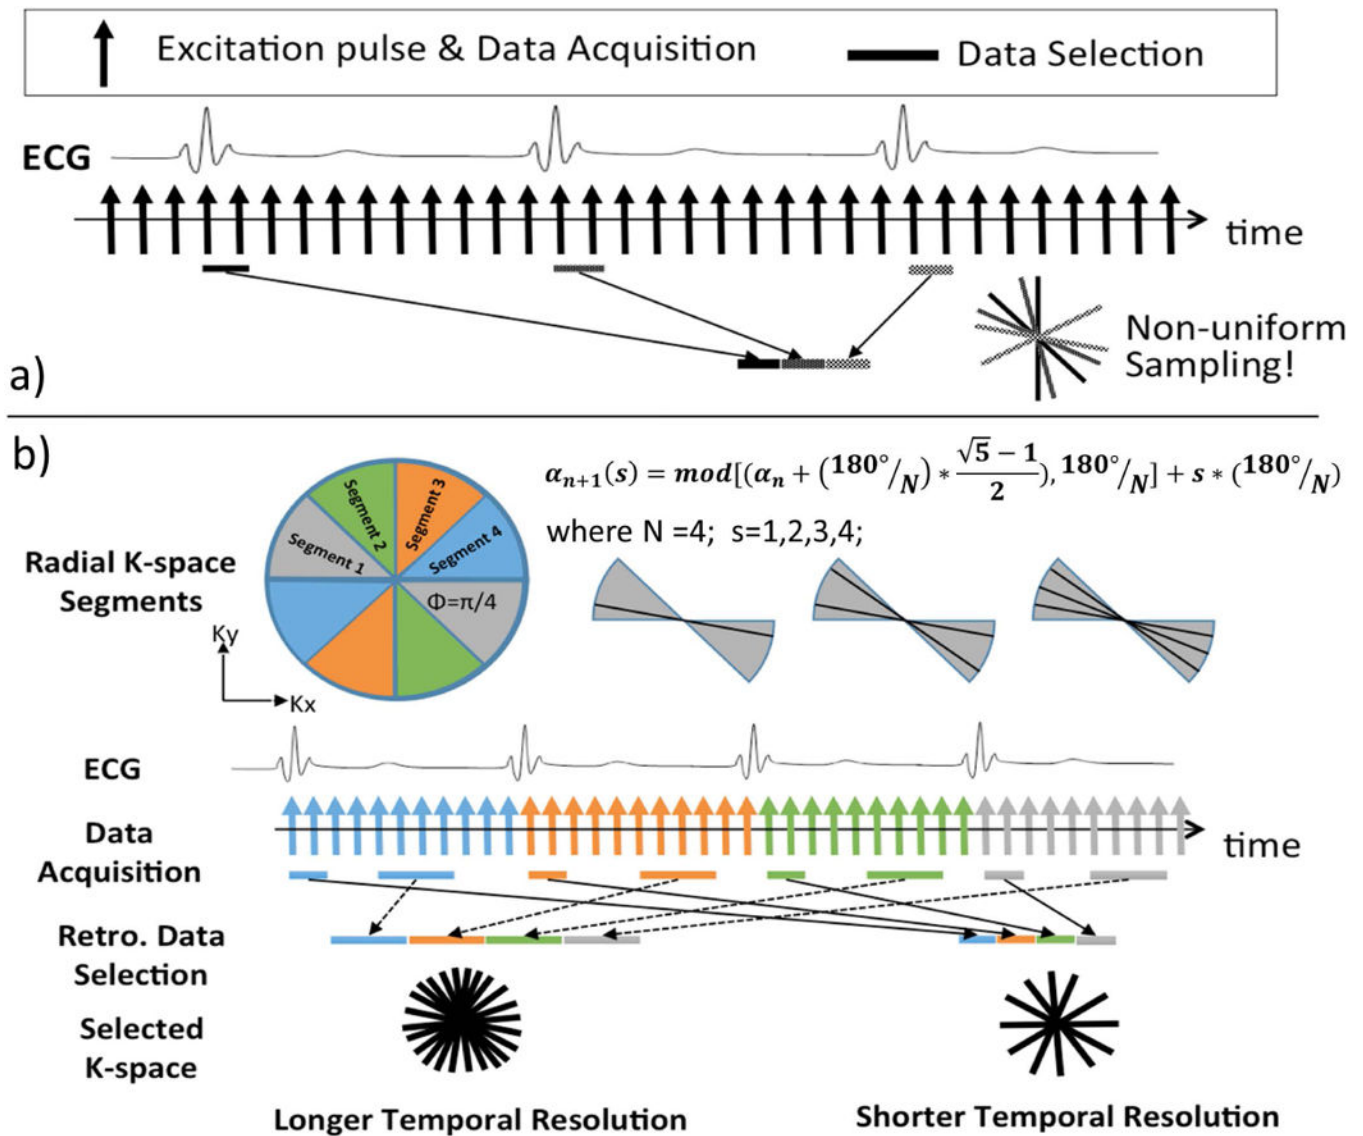 Excitation pulse & Data Acquisition
Data Selection
ECG
time
Non-uniform
Sampling!
a)
b)
αₙ₊₁(s) = mod[(αₙ + (180°/N) * (√5 − 1)/2), 180°/N] + s * (180°/N)
where N =4; s=1,2,3,4;
Radial K-space
Segments
Segment 1
Segment 2
Segment 3
Segment 4
Φ=π/4
Ky
Kx
ECG
Data
Acquisition
time
Retro. Data
Selection
Selected
K-space
Longer Temporal Resolution
Shorter Temporal Resolution